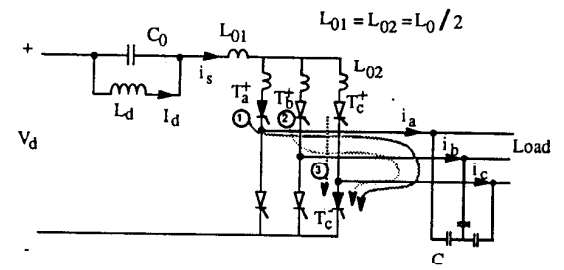 L01 = L02 = L0 / 2
C0
L01
+
is
L02
Ld
Id
Ta+
Tb+
Tc+
1
2
ia
Vd
ib
Load
3
ic
Tc-
-
C